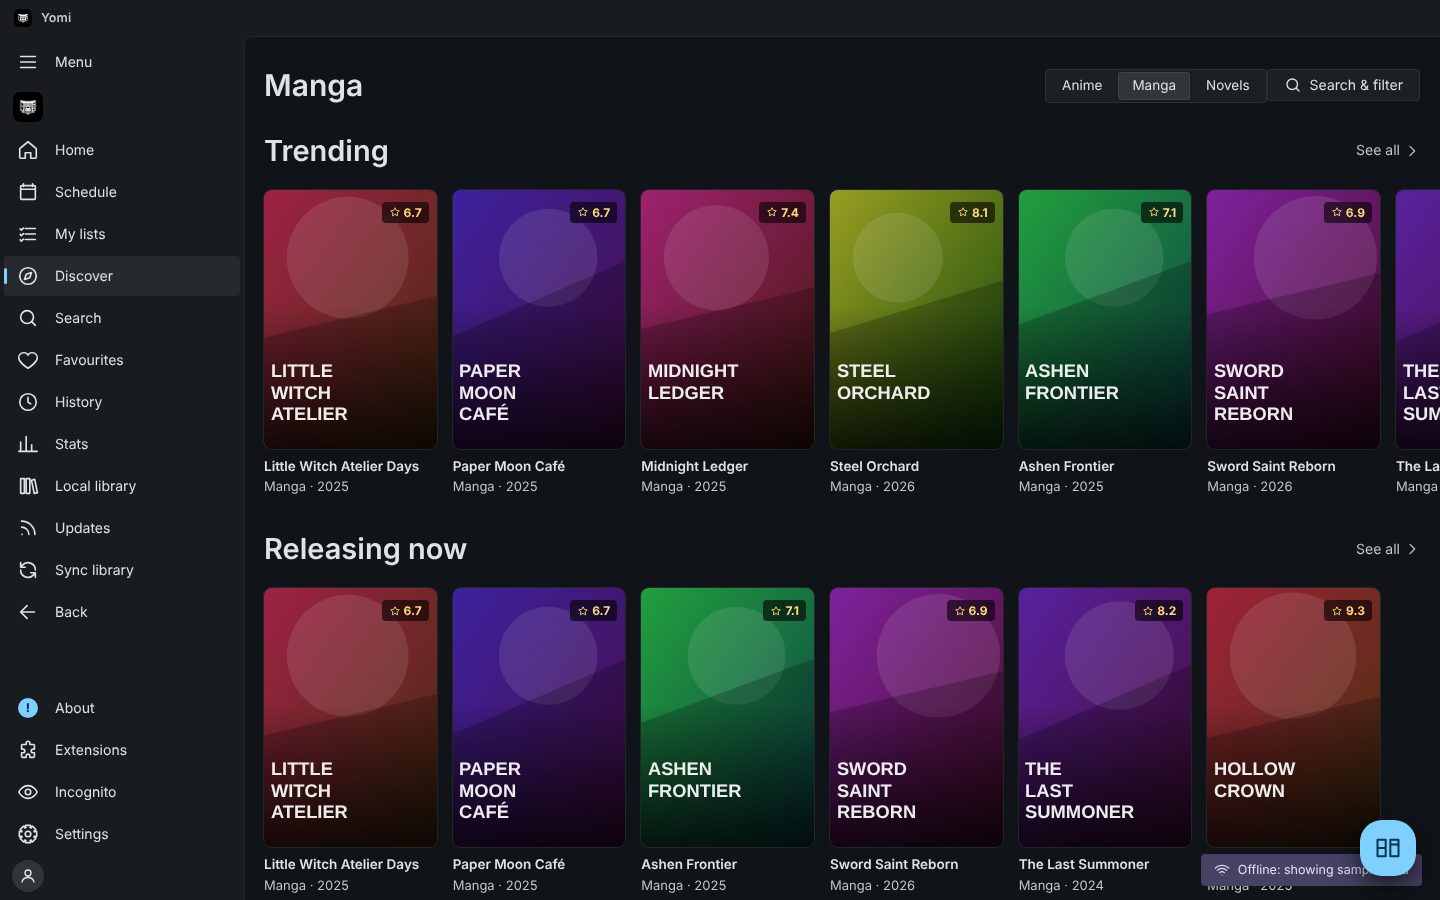 Yomi
Menu
Home
Schedule
My lists
Discover
Search
Favourites
History
Stats
Local library
Updates
Sync library
Back
About
Extensions
Incognito
Settings
Manga
Anime
Manga
Novels
Search & filter
Trending
See all
6.7
6.7
7.4
8.1
7.1
6.9
LITTLE
WITCH
ATELIER
PAPER
MOON
CAFÉ
MIDNIGHT
LEDGER
STEEL
ORCHARD
ASHEN
FRONTIER
SWORD
SAINT
REBORN
THE
LAS
SUM
Little Witch Atelier Days
Manga · 2025
Paper Moon Café
Manga · 2025
Midnight Ledger
Manga · 2025
Steel Orchard
Manga · 2026
Ashen Frontier
Manga · 2025
Sword Saint Reborn
Manga · 2026
The La
Manga
Releasing now
See all
6.7
6.7
7.1
6.9
8.2
9.3
LITTLE
WITCH
ATELIER
PAPER
MOON
CAFÉ
ASHEN
FRONTIER
SWORD
SAINT
REBORN
THE
LAST
SUMMONER
HOLLOW
CROWN
Little Witch Atelier Days
Manga · 2025
Paper Moon Café
Manga · 2025
Ashen Frontier
Manga · 2025
Sword Saint Reborn
Manga · 2026
The Last Summoner
Manga · 2024
Offline: showing